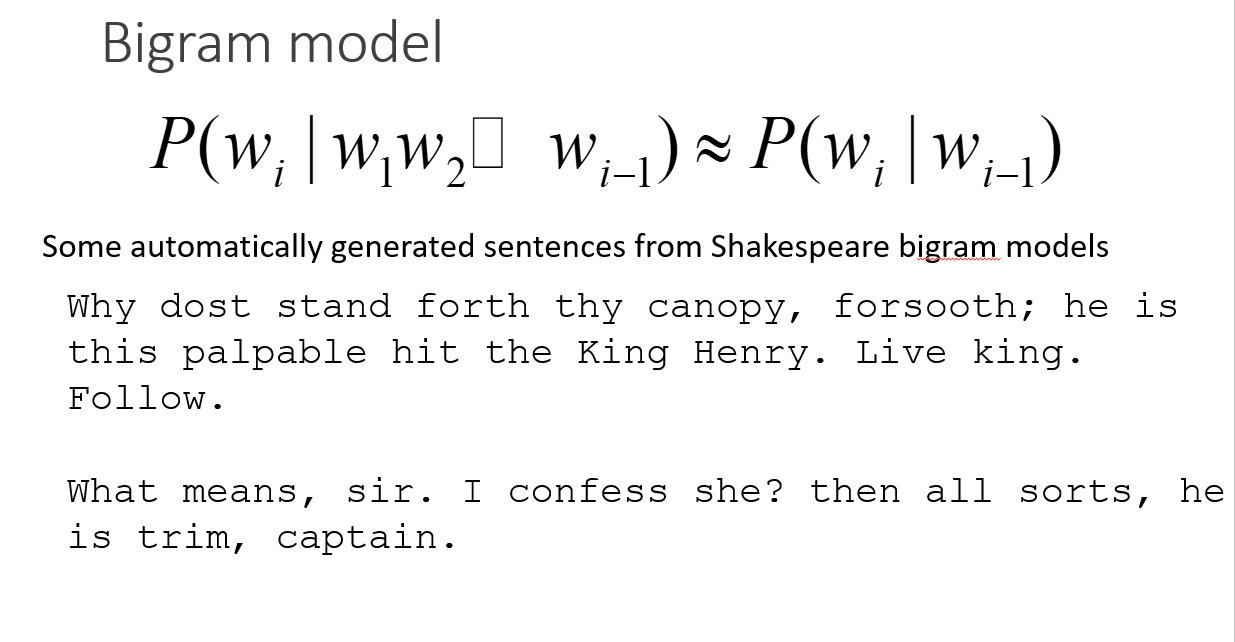 Bigram model
P(wᵢ | w₁w₂□ wᵢ₋₁) ≈ P(wᵢ | wᵢ₋₁)
Some automatically generated sentences from Shakespeare bigram models
Why dost stand forth thy canopy, forsooth; he is
this palpable hit the King Henry. Live king.
Follow.
What means, sir. I confess she? then all sorts, he
is trim, captain.